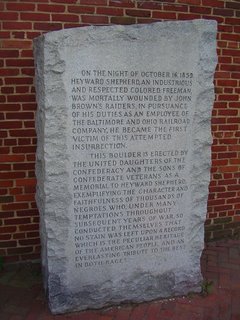 ON THE NIGHT OF OCTOBER 16, 1859,
HEYWARD SHEPHERD, AN INDUSTRIOUS
AND RESPECTED COLORED FREEMAN,
WAS MORTALLY WOUNDED BY JOHN
BROWN'S RAIDERS. IN PURSUANCE
OF HIS DUTIES AS AN EMPLOYEE OF
THE BALTIMORE AND OHIO RAILROAD
COMPANY, HE BECAME THE FIRST
VICTIM OF THIS ATTEMPTED
INSURRECTION.
THIS BOULDER IS ERECTED BY
THE UNITED DAUGHTERS OF THE
CONFEDERACY AND THE SONS OF
CONFEDERATE VETERANS AS A
MEMORIAL TO HEYWARD SHEPHERD,
EXEMPLIFYING THE CHARACTER AND
FAITHFULNESS OF THOUSANDS OF
NEGROES WHO, UNDER MANY
TEMPTATIONS THROUGHOUT
SUBSEQUENT YEARS OF WAR, SO
CONDUCTED THEMSELVES THAT
NO STAIN WAS LEFT UPON A RECORD
WHICH IS THE PECULIAR HERITAGE
OF THE AMERICAN PEOPLE, AND AN
EVERLASTING TRIBUTE TO THE BEST
IN BOTH RACES.